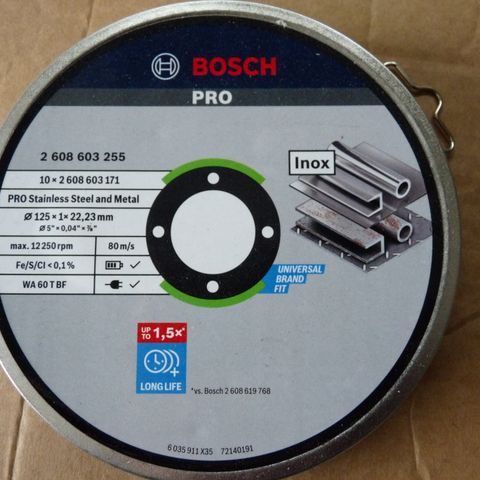 BOSCH
PRO
2 608 603 255
10 × 2 608 603 171
PRO Stainless Steel and Metal
Ø 125 × 1 × 22,23 mm
Ø 5" × 0,04" × ⅞"
max. 12 250 rpm 80 m/s
Fe/S/Cl < 0,1%
WA 60 T BF
Inox
UNIVERSAL
BRAND
FIT
UP TO 1,5×*
LONG LIFE
*vs. Bosch 2 608 619 768
6 035 911 X35 72140191